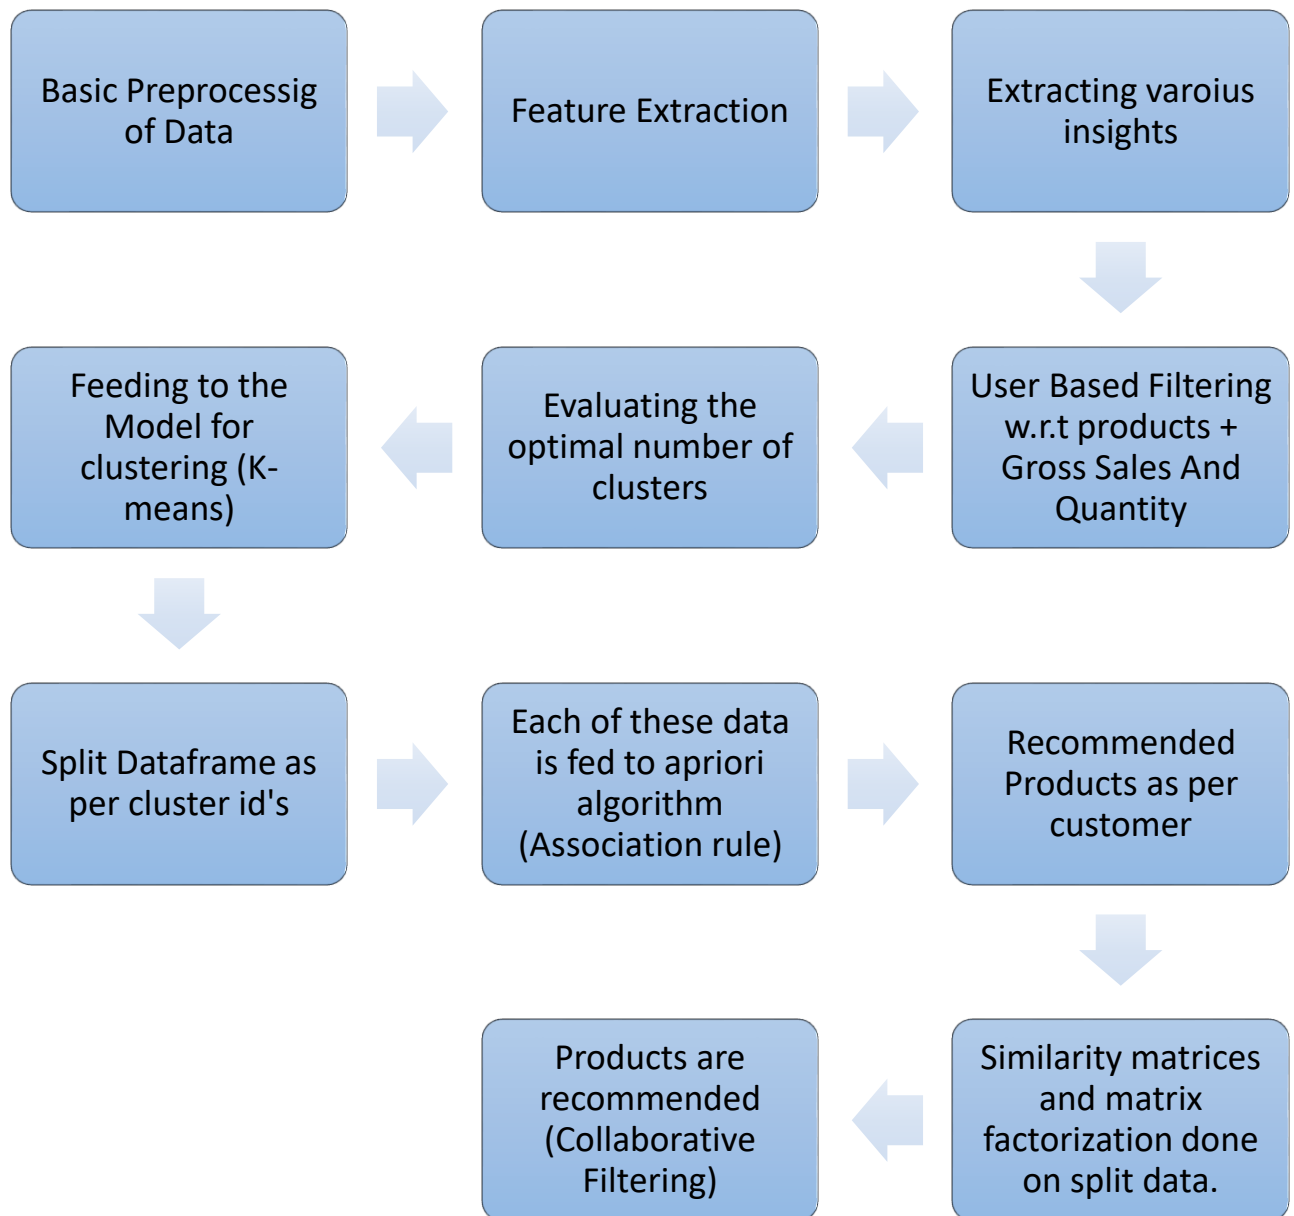 Basic Preprocessig
of Data
Feature Extraction
Extracting varoius
insights
User Based Filtering
w.r.t products +
Gross Sales And
Quantity
Evaluating the
optimal number of
clusters
Feeding to the
Model for
clustering (K-
means)
Split Dataframe as
per cluster id's
Each of these data
is fed to apriori
algorithm
(Association rule)
Recommended
Products as per
customer
Similarity matrices
and matrix
factorization done
on split data.
Products are
recommended
(Collaborative
Filtering)